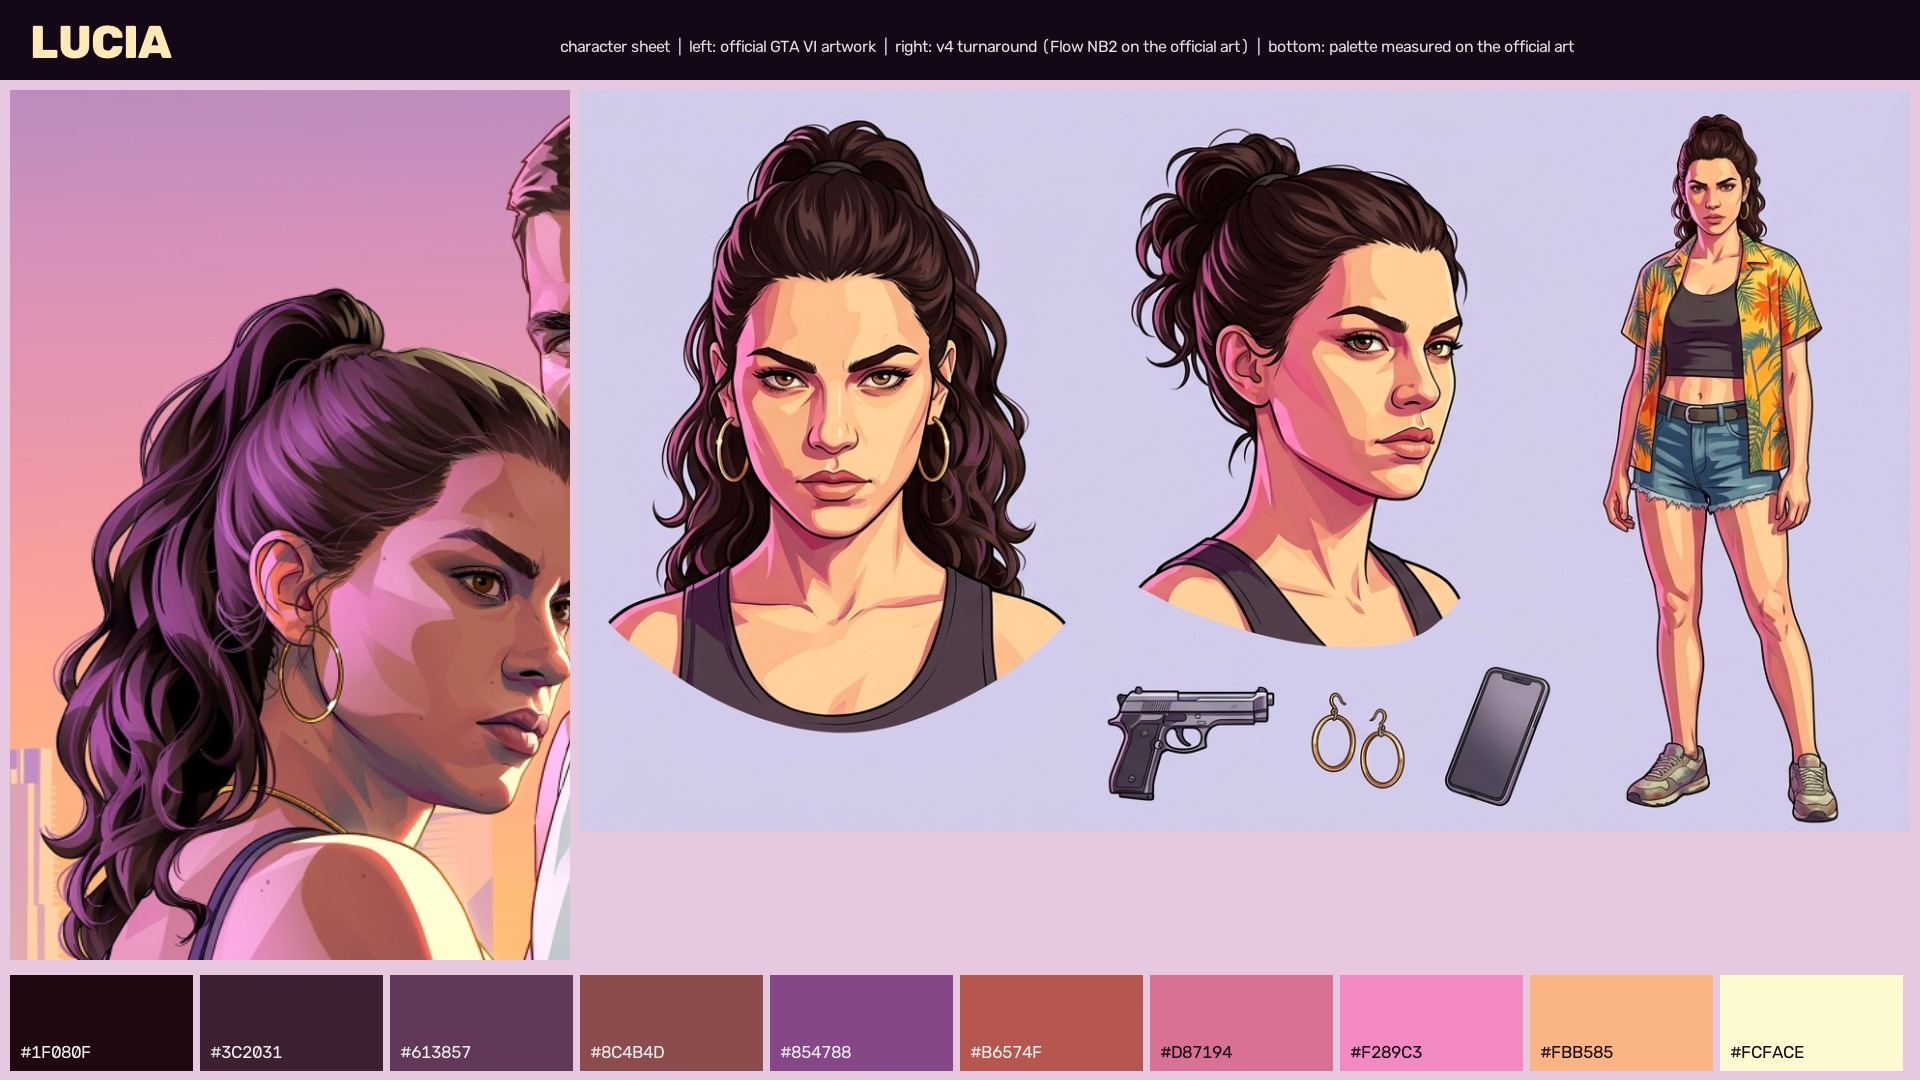 LUCIA
character sheet | left: official GTA VI artwork | right: v4 turnaround (Flow NB2 on the official art) | bottom: palette measured on the official art
#1F080F
#3C2031
#613857
#8C4B4D
#854788
#B6574F
#D87194
#F289C3
#FBB585
#FCFACE